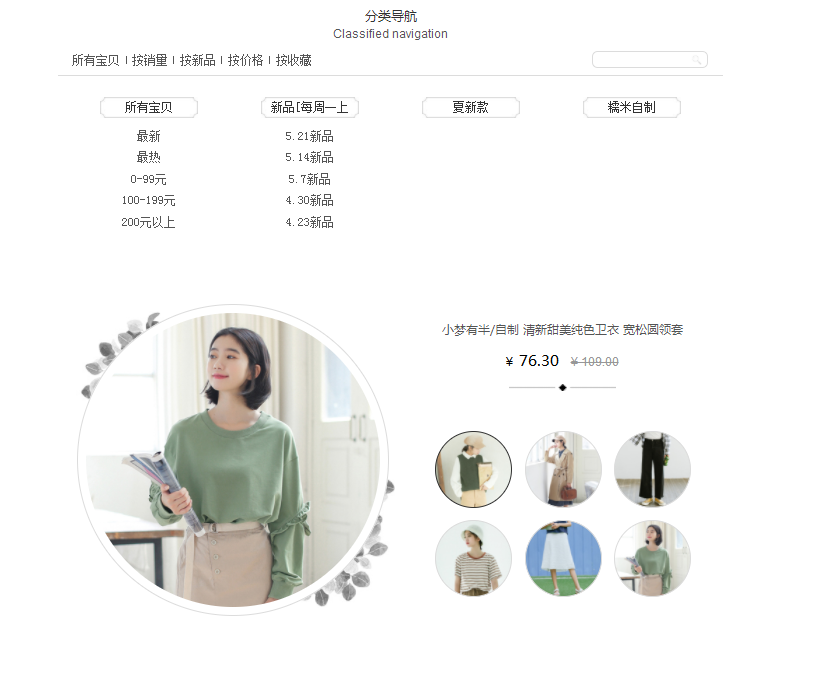 分类导航
Classified navigation
所有宝贝 | 按销量 | 按新品 | 按价格 | 按收藏
所有宝贝 新品[每周一上 夏新款 糯米自制
最新 5.21新品
最热 5.14新品
0-99元 5.7新品
100-199元 4.30新品
200元以上 4.23新品
小梦有半/自制 清新甜美纯色卫衣 宽松圆领套
¥ 76.30 ¥ 109.00